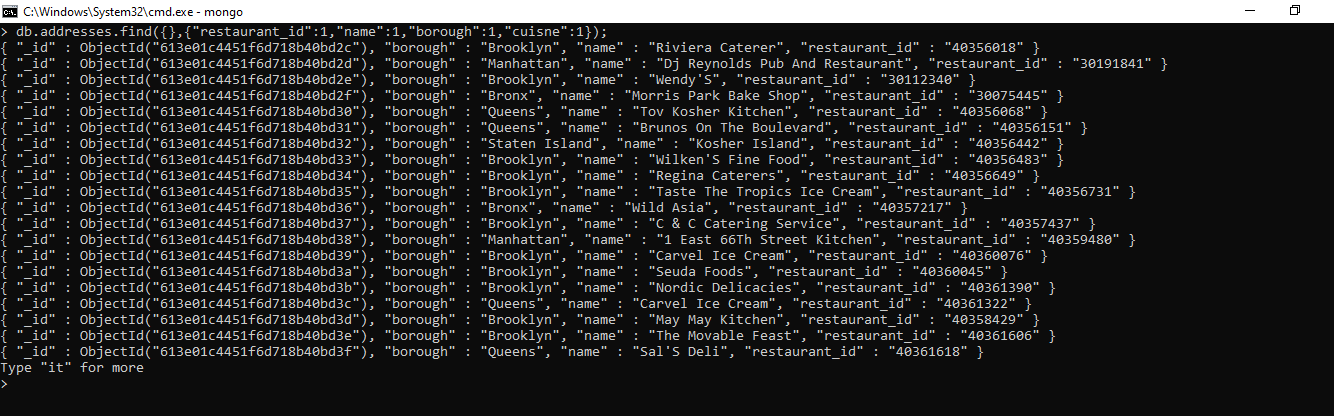 C:\Windows\System32\cmd.exe - mongo
> db.addresses.find({},{"restaurant_id":1,"name":1,"borough":1,"cuisne":1});
{ "_id" : ObjectId("613e01c4451f6d718b40bd2c"), "borough" : "Brooklyn", "name" : "Riviera Caterer", "restaurant_id" : "40356018" }
{ "_id" : ObjectId("613e01c4451f6d718b40bd2d"), "borough" : "Manhattan", "name" : "Dj Reynolds Pub And Restaurant", "restaurant_id" : "30191841" }
{ "_id" : ObjectId("613e01c4451f6d718b40bd2e"), "borough" : "Brooklyn", "name" : "Wendy'S", "restaurant_id" : "30112340" }
{ "_id" : ObjectId("613e01c4451f6d718b40bd2f"), "borough" : "Bronx", "name" : "Morris Park Bake Shop", "restaurant_id" : "30075445" }
{ "_id" : ObjectId("613e01c4451f6d718b40bd30"), "borough" : "Queens", "name" : "Tov Kosher Kitchen", "restaurant_id" : "40356068" }
{ "_id" : ObjectId("613e01c4451f6d718b40bd31"), "borough" : "Queens", "name" : "Brunos On The Boulevard", "restaurant_id" : "40356151" }
{ "_id" : ObjectId("613e01c4451f6d718b40bd32"), "borough" : "Staten Island", "name" : "Kosher Island", "restaurant_id" : "40356442" }
{ "_id" : ObjectId("613e01c4451f6d718b40bd33"), "borough" : "Brooklyn", "name" : "Wilken'S Fine Food", "restaurant_id" : "40356483" }
{ "_id" : ObjectId("613e01c4451f6d718b40bd34"), "borough" : "Brooklyn", "name" : "Regina Caterers", "restaurant_id" : "40356649" }
{ "_id" : ObjectId("613e01c4451f6d718b40bd35"), "borough" : "Brooklyn", "name" : "Taste The Tropics Ice Cream", "restaurant_id" : "40356731" }
{ "_id" : ObjectId("613e01c4451f6d718b40bd36"), "borough" : "Bronx", "name" : "Wild Asia", "restaurant_id" : "40357217" }
{ "_id" : ObjectId("613e01c4451f6d718b40bd37"), "borough" : "Brooklyn", "name" : "C & C Catering Service", "restaurant_id" : "40357437" }
{ "_id" : ObjectId("613e01c4451f6d718b40bd38"), "borough" : "Manhattan", "name" : "1 East 66Th Street Kitchen", "restaurant_id" : "40359480" }
{ "_id" : ObjectId("613e01c4451f6d718b40bd39"), "borough" : "Brooklyn", "name" : "Carvel Ice Cream", "restaurant_id" : "40360076" }
{ "_id" : ObjectId("613e01c4451f6d718b40bd3a"), "borough" : "Brooklyn", "name" : "Seuda Foods", "restaurant_id" : "40360045" }
{ "_id" : ObjectId("613e01c4451f6d718b40bd3b"), "borough" : "Brooklyn", "name" : "Nordic Delicacies", "restaurant_id" : "40361390" }
{ "_id" : ObjectId("613e01c4451f6d718b40bd3c"), "borough" : "Queens", "name" : "Carvel Ice Cream", "restaurant_id" : "40361322" }
{ "_id" : ObjectId("613e01c4451f6d718b40bd3d"), "borough" : "Brooklyn", "name" : "May May Kitchen", "restaurant_id" : "40358429" }
{ "_id" : ObjectId("613e01c4451f6d718b40bd3e"), "borough" : "Brooklyn", "name" : "The Movable Feast", "restaurant_id" : "40361606" }
{ "_id" : ObjectId("613e01c4451f6d718b40bd3f"), "borough" : "Queens", "name" : "Sal'S Deli", "restaurant_id" : "40361618" }
Type "it" for more
>